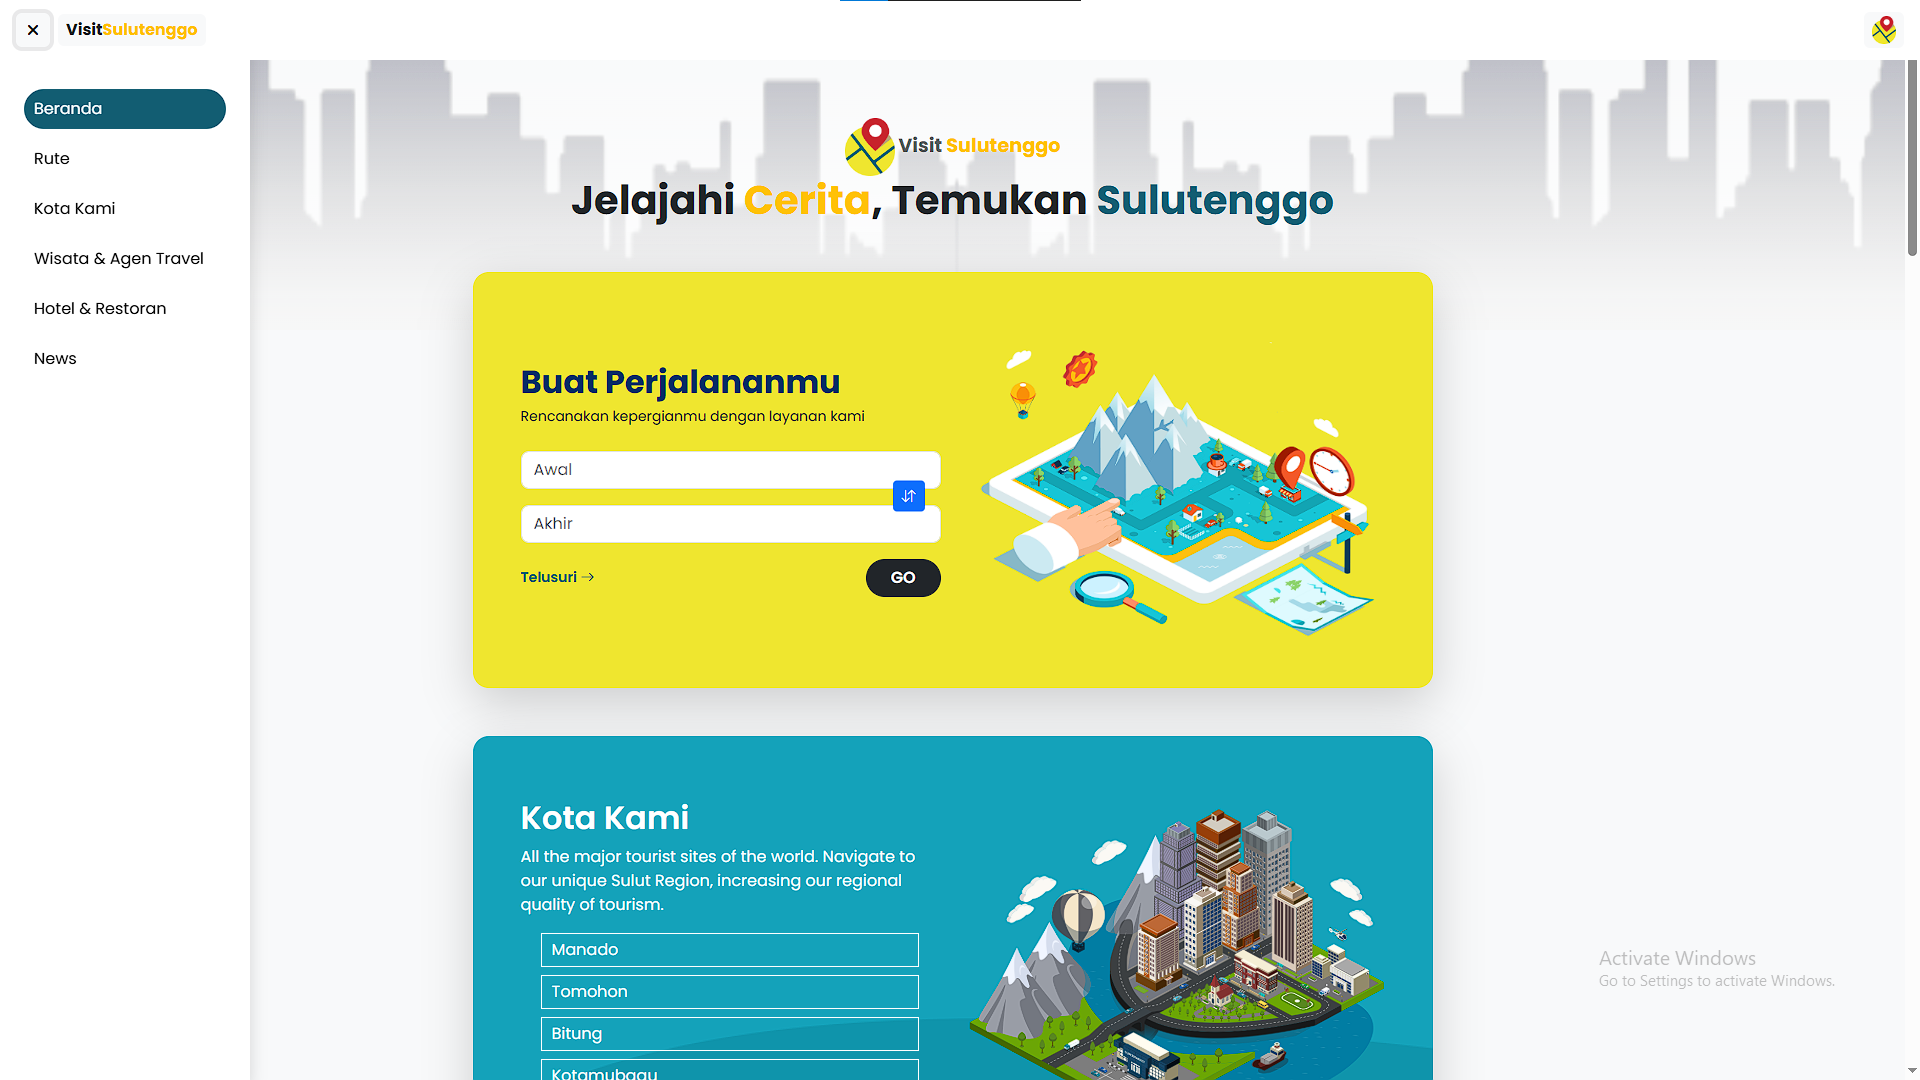 VisitSulutenggo
Beranda
Rute
Kota Kami
Wisata & Agen Travel
Hotel & Restoran
News
Visit Sulutenggo
Jelajahi Cerita, Temukan Sulutenggo
Buat Perjalananmu
Rencanakan kepergianmu dengan layanan kami
Awal
Akhir
Telusuri →
GO
Kota Kami
All the major tourist sites of the world. Navigate to
our unique Sulut Region, increasing our regional
quality of tourism.
Manado
Tomohon
Bitung
Kotamubagu
Activate Windows
Go to Settings to activate Windows.